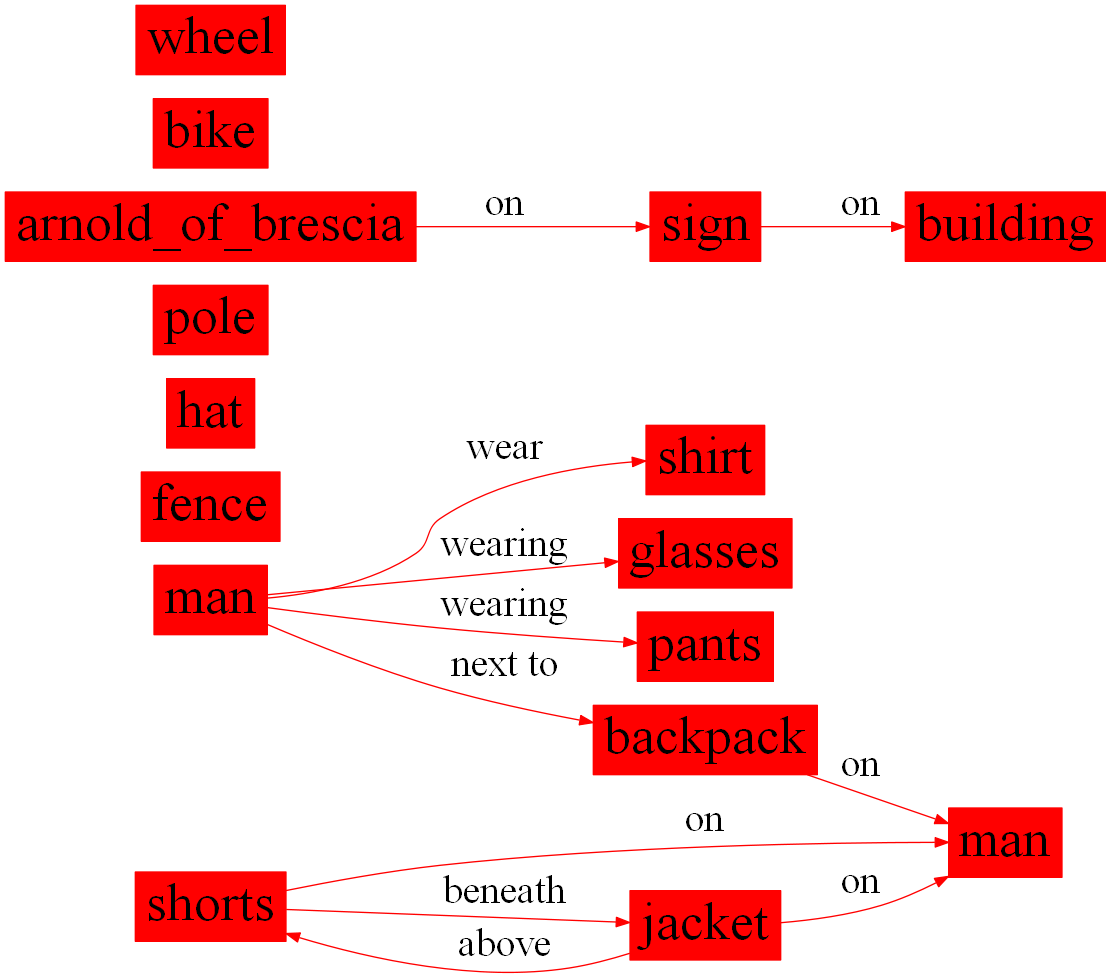 wheel
bike
arnold_of_brescia on sign on building
pole
hat
fence
wear shirt
wearing glasses
man
wearing pants
next to backpack
on
on man
shorts beneath jacket on
above